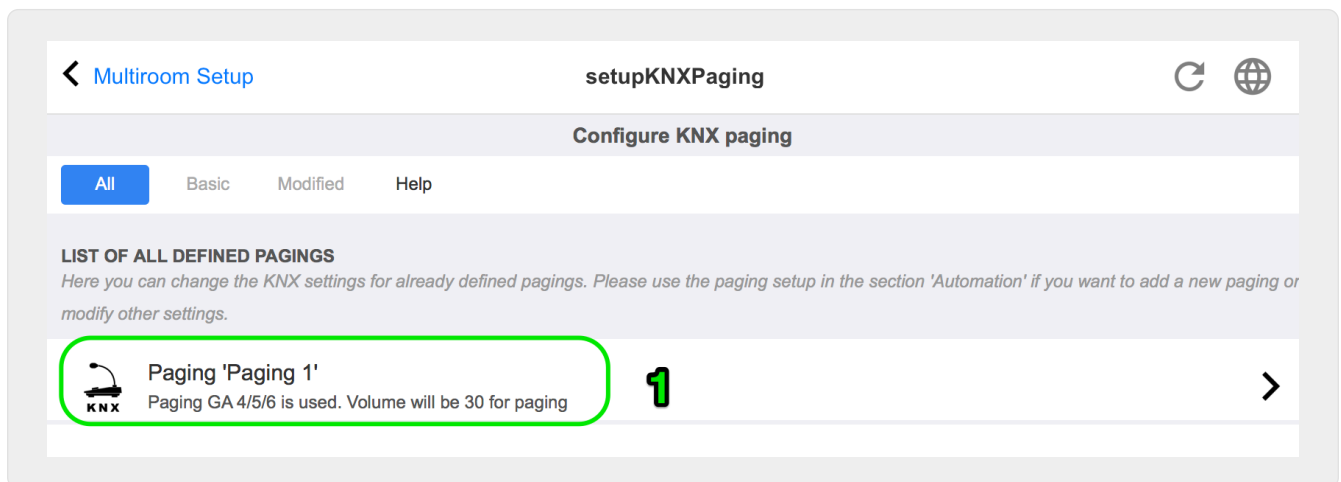 Multiroom Setup setupKNXPaging
Configure KNX paging
All Basic Modified Help
LIST OF ALL DEFINED PAGINGS
Here you can change the KNX settings for already defined pagings. Please use the paging setup in the section 'Automation' if you want to add a new paging or
modify other settings.
Paging 'Paging 1'
KNX Paging GA 4/5/6 is used. Volume will be 30 for paging
1